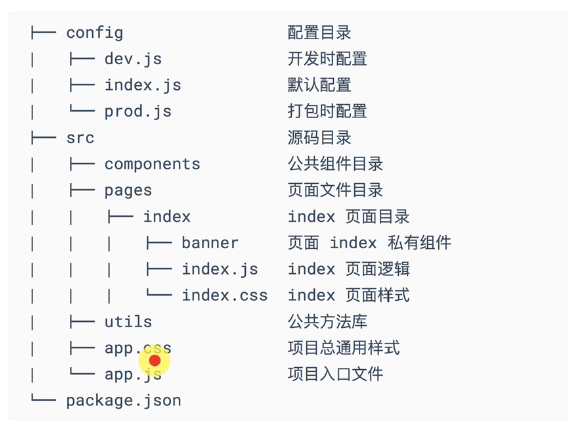 ├── config 配置目录
|   ├── dev.js 开发时配置
|   ├── index.js 默认配置
|   └── prod.js 打包时配置
├── src 源码目录
|   ├── components 公共组件目录
|   ├── pages 页面文件目录
|   |   ├── index index 页面目录
|   |   |   ├── banner 页面 index 私有组件
|   |   |   ├── index.js index 页面逻辑
|   |   |   └── index.css index 页面样式
|   ├── utils 公共方法库
|   ├── app.css 项目总通用样式
|   └── app.js 项目入口文件
└── package.json